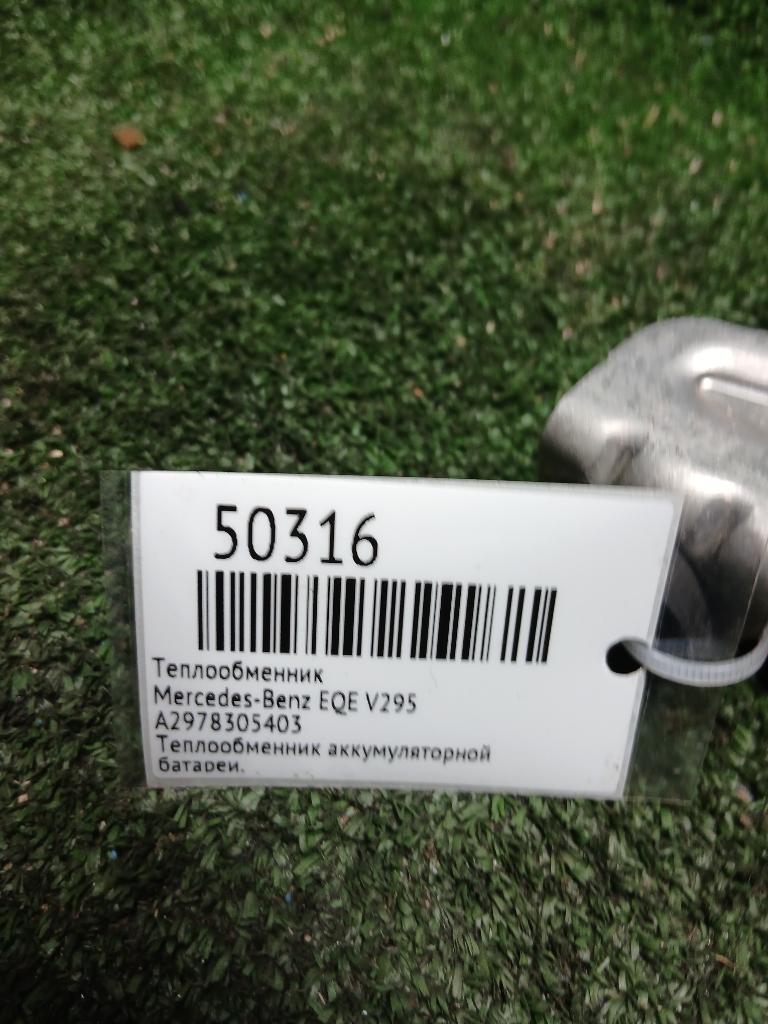 50316
Теплообменник
Mercedes-Benz EQE V295
A2978305403
Теплообменник аккумуляторной
батареи.